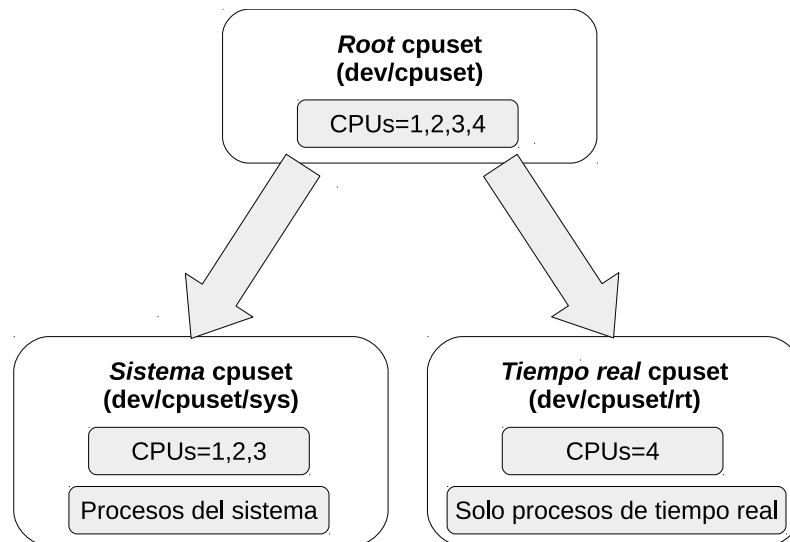 Root cpuset
(dev/cpuset)
CPUs=1,2,3,4
Sistema cpuset
(dev/cpuset/sys)
CPUs=1,2,3
Procesos del sistema
Tiempo real cpuset
(dev/cpuset/rt)
CPUs=4
Solo procesos de tiempo real